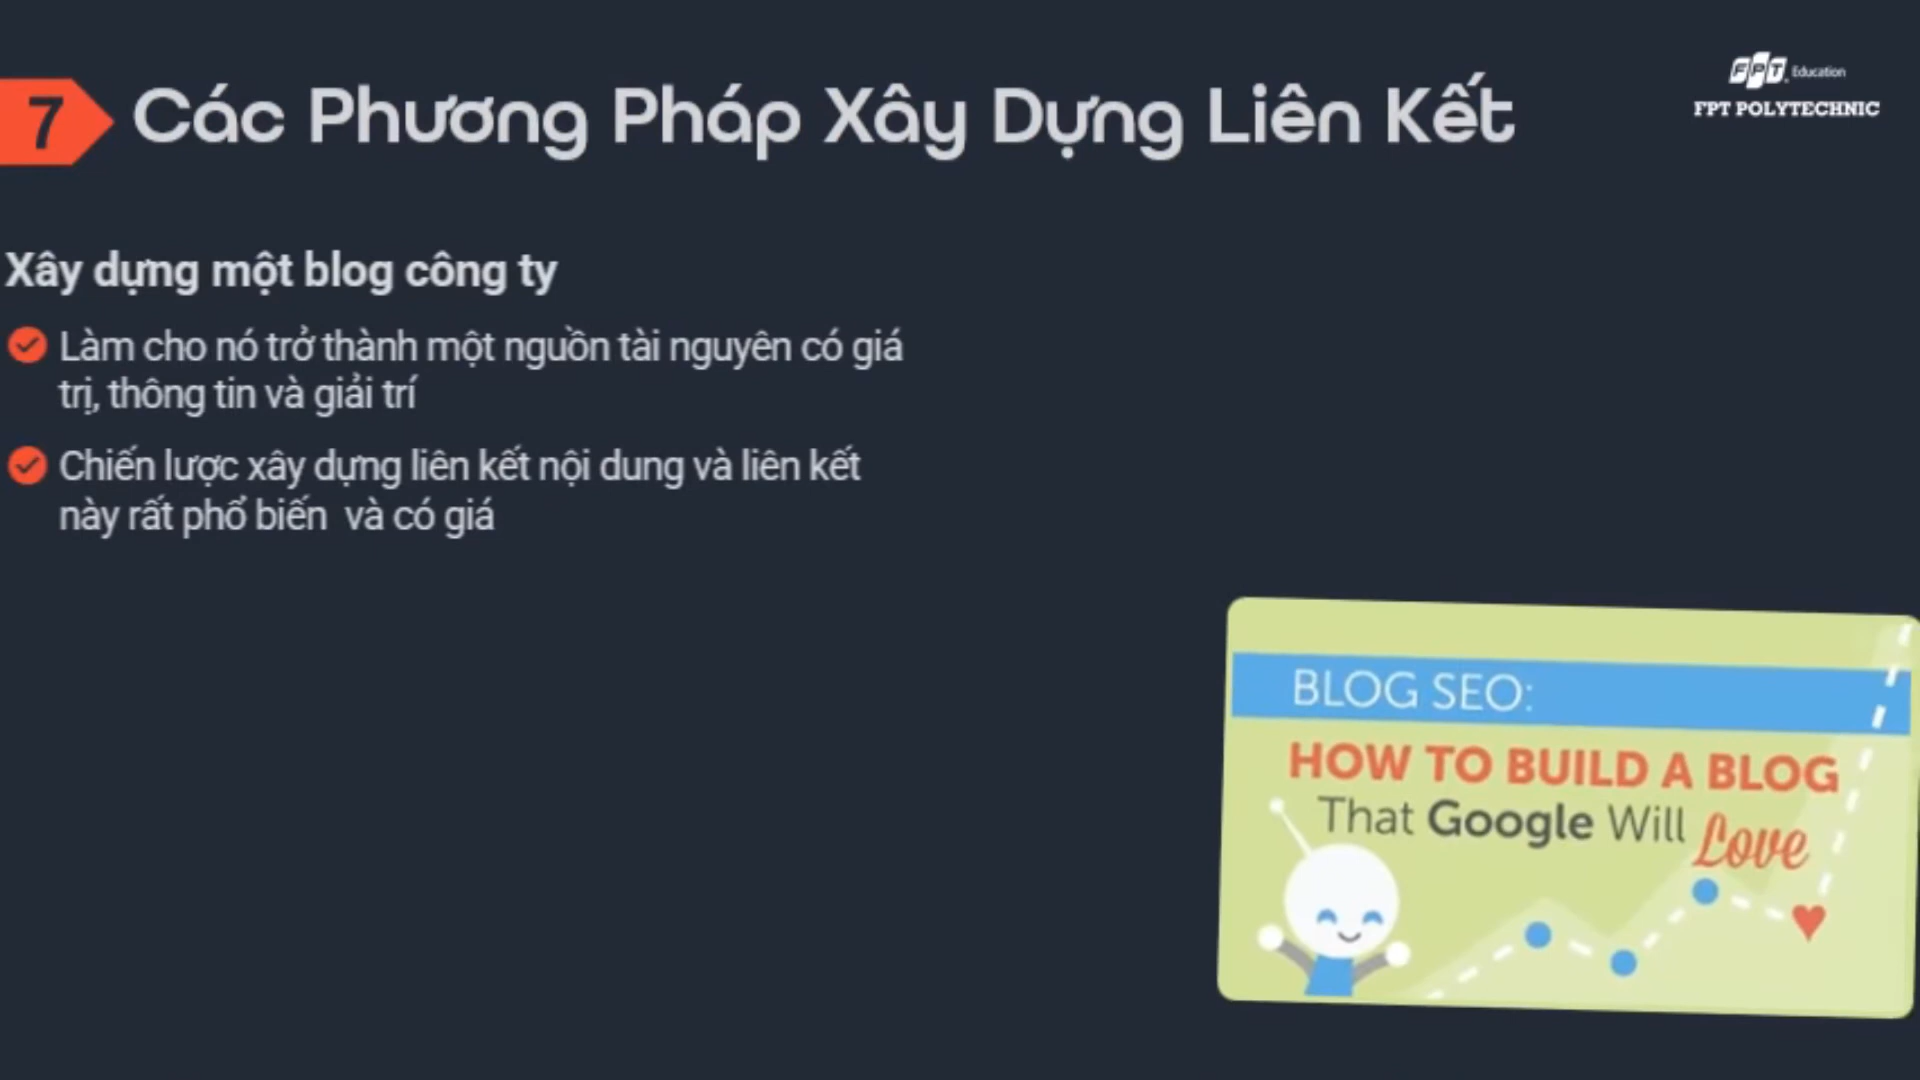 7
Các Phương Pháp Xây Dựng Liên Kết
FPT Education
FPT POLYTECHNIC
Xây dựng một blog công ty
Làm cho nó trở thành một nguồn tài nguyên có giá
trị, thông tin và giải trí
Chiến lược xây dựng liên kết nội dung và liên kết
này rất phổ biến và có giá
BLOG SEO:
HOW TO BUILD A BLOG
That Google Will Love